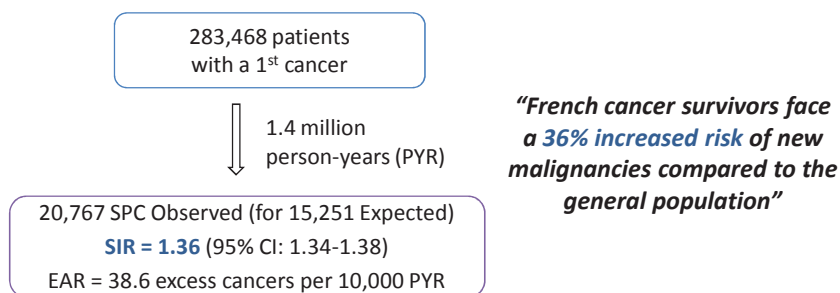 283,468 patients
with a 1st cancer
1.4 million
person-years (PYR)
“French cancer survivors face
a 36% increased risk of new
malignancies compared to the
general population”
20,767 SPC Observed (for 15,251 Expected)
SIR = 1.36 (95% CI: 1.34-1.38)
EAR = 38.6 excess cancers per 10,000 PYR